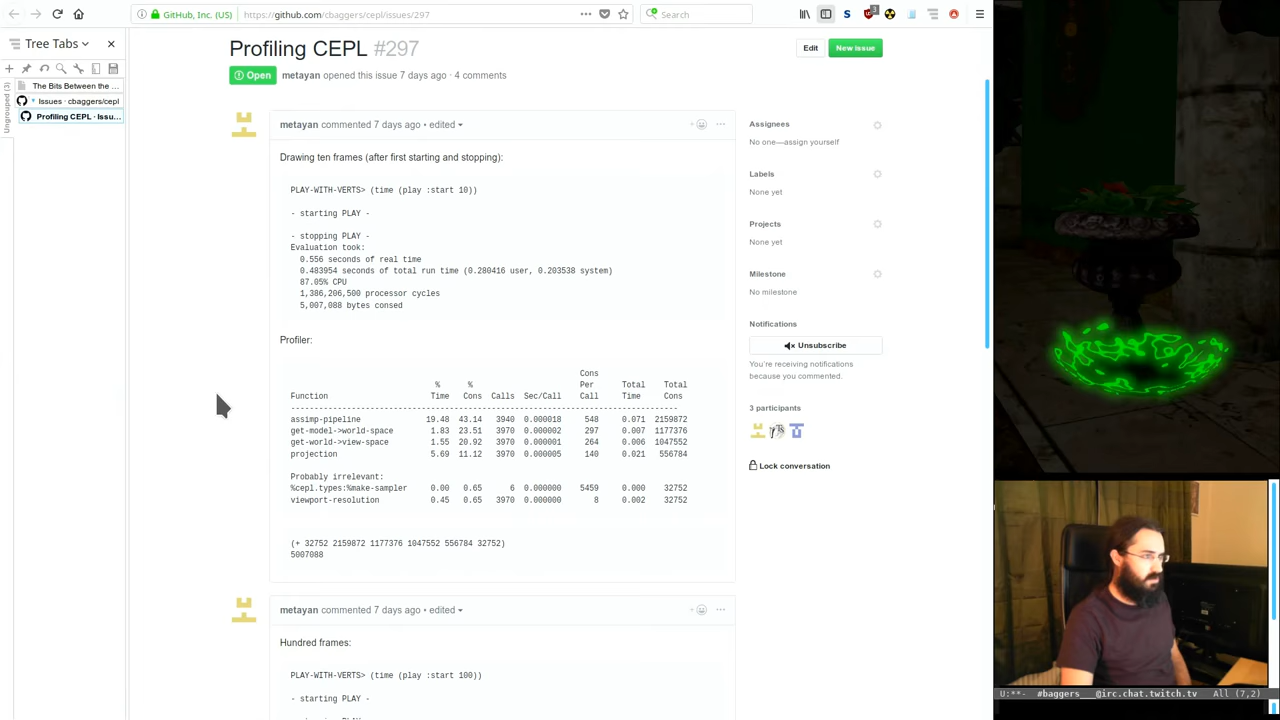 GitHub, Inc. (US)
https://github.com/cbaggers/cepl/issues/297
Search
3
Tree Tabs
Ungrouped (3)
The Bits Between the ...
* Issues · cbaggers/cepl
Profiling CEPL · Issu...
Profiling CEPL #297
Edit
New issue
Open
metayan opened this issue 7 days ago · 4 comments
metayan commented 7 days ago • edited
Drawing ten frames (after first starting and stopping):
PLAY-WITH-VERTS> (time (play :start 10))
- starting PLAY -
- stopping PLAY -
Evaluation took:
0.556 seconds of real time
0.483954 seconds of total run time (0.280416 user, 0.203538 system)
87.05% CPU
1,386,206,500 processor cycles
5,007,088 bytes consed
Profiler:
Cons
% % Per Total Total
Function Time Cons Calls Sec/Call Call Time Cons
------------------------------------------------------------------------
assimp-pipeline 19.48 43.14 3940 0.000018 548 0.071 2159872
get-model->world-space 1.83 23.51 3970 0.000002 297 0.007 1177376
get-world->view-space 1.55 20.92 3970 0.000001 264 0.006 1047552
projection 5.69 11.12 3970 0.000005 140 0.021 556784
Probably irrelevant:
%cepl.types:%make-sampler 0.00 0.65 6 0.000000 5459 0.000 32752
viewport-resolution 0.45 0.65 3970 0.000000 8 0.002 32752
(+ 32752 2159872 1177376 1047552 556784 32752)
5007088
metayan commented 7 days ago • edited
Hundred frames:
PLAY-WITH-VERTS> (time (play :start 100))
- starting PLAY -
Assignees
No one—assign yourself
Labels
None yet
Projects
None yet
Milestone
No milestone
Notifications
Unsubscribe
You're receiving notifications
because you commented.
3 participants
Lock conversation
U:**- #baggers___@irc.chat.twitch.tv All (7,2)